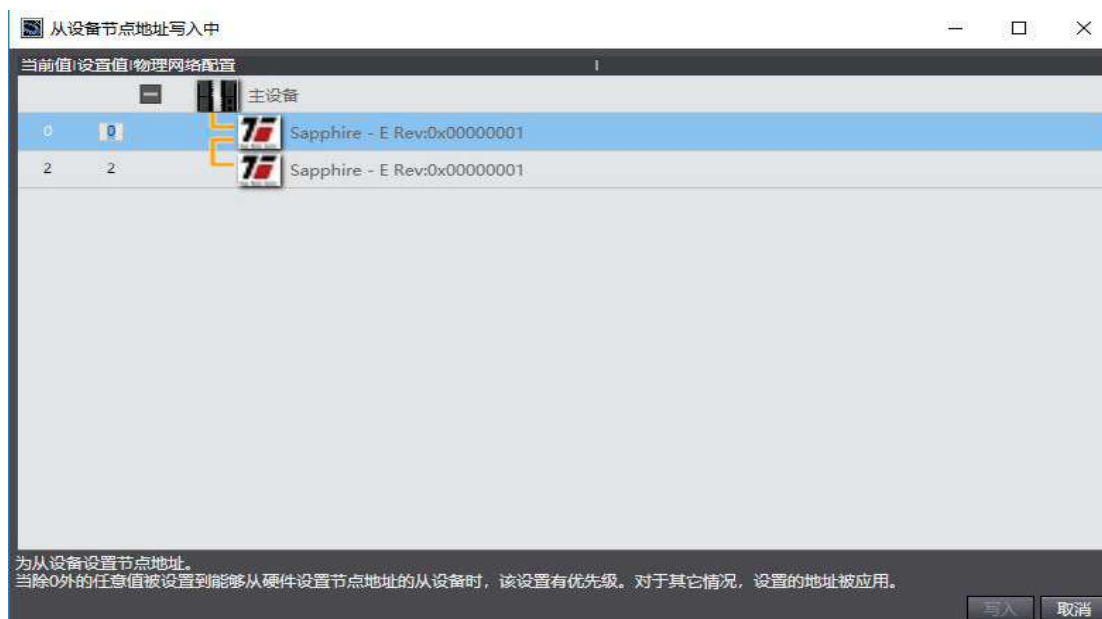 从设备节点地址写入中
当前值|设置值|物理网络配置
主设备
0 0 Sapphire - E Rev:0x00000001
2 2 Sapphire - E Rev:0x00000001
为从设备设置节点地址。
当除0外的任意值被设置到能够从硬件设置节点地址的从设备时，该设置有优先级。对于其它情况，设置的地址被应用。
写入 取消